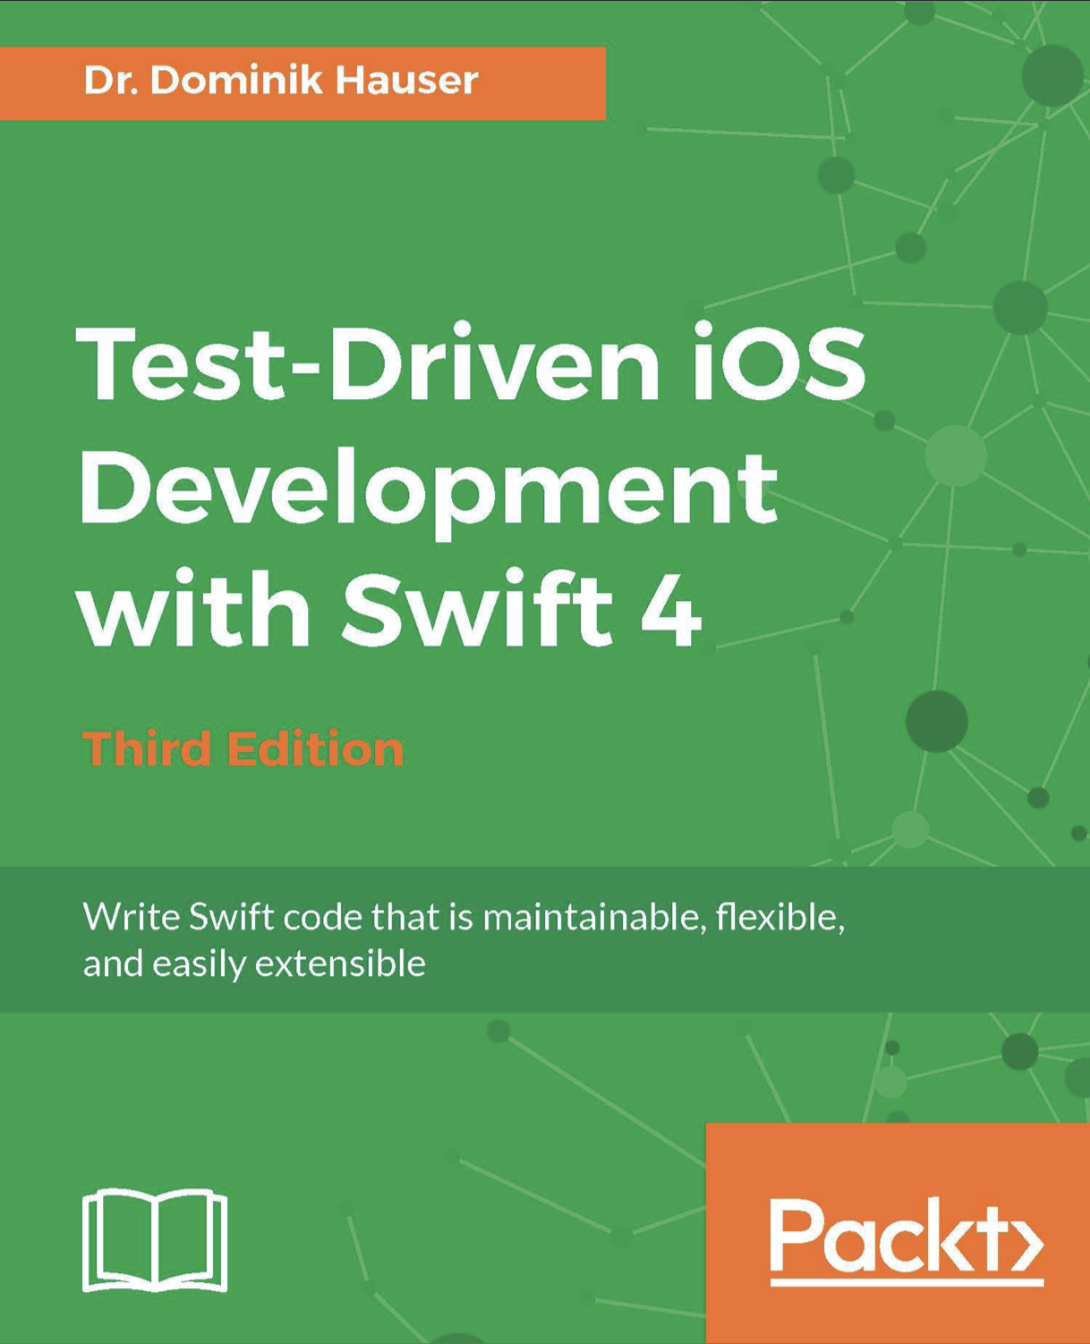 Dr. Dominik Hauser
Test-Driven iOS
Development
with Swift 4
Third Edition
Write Swift code that is maintainable, flexible,
and easily extensible
Packt>